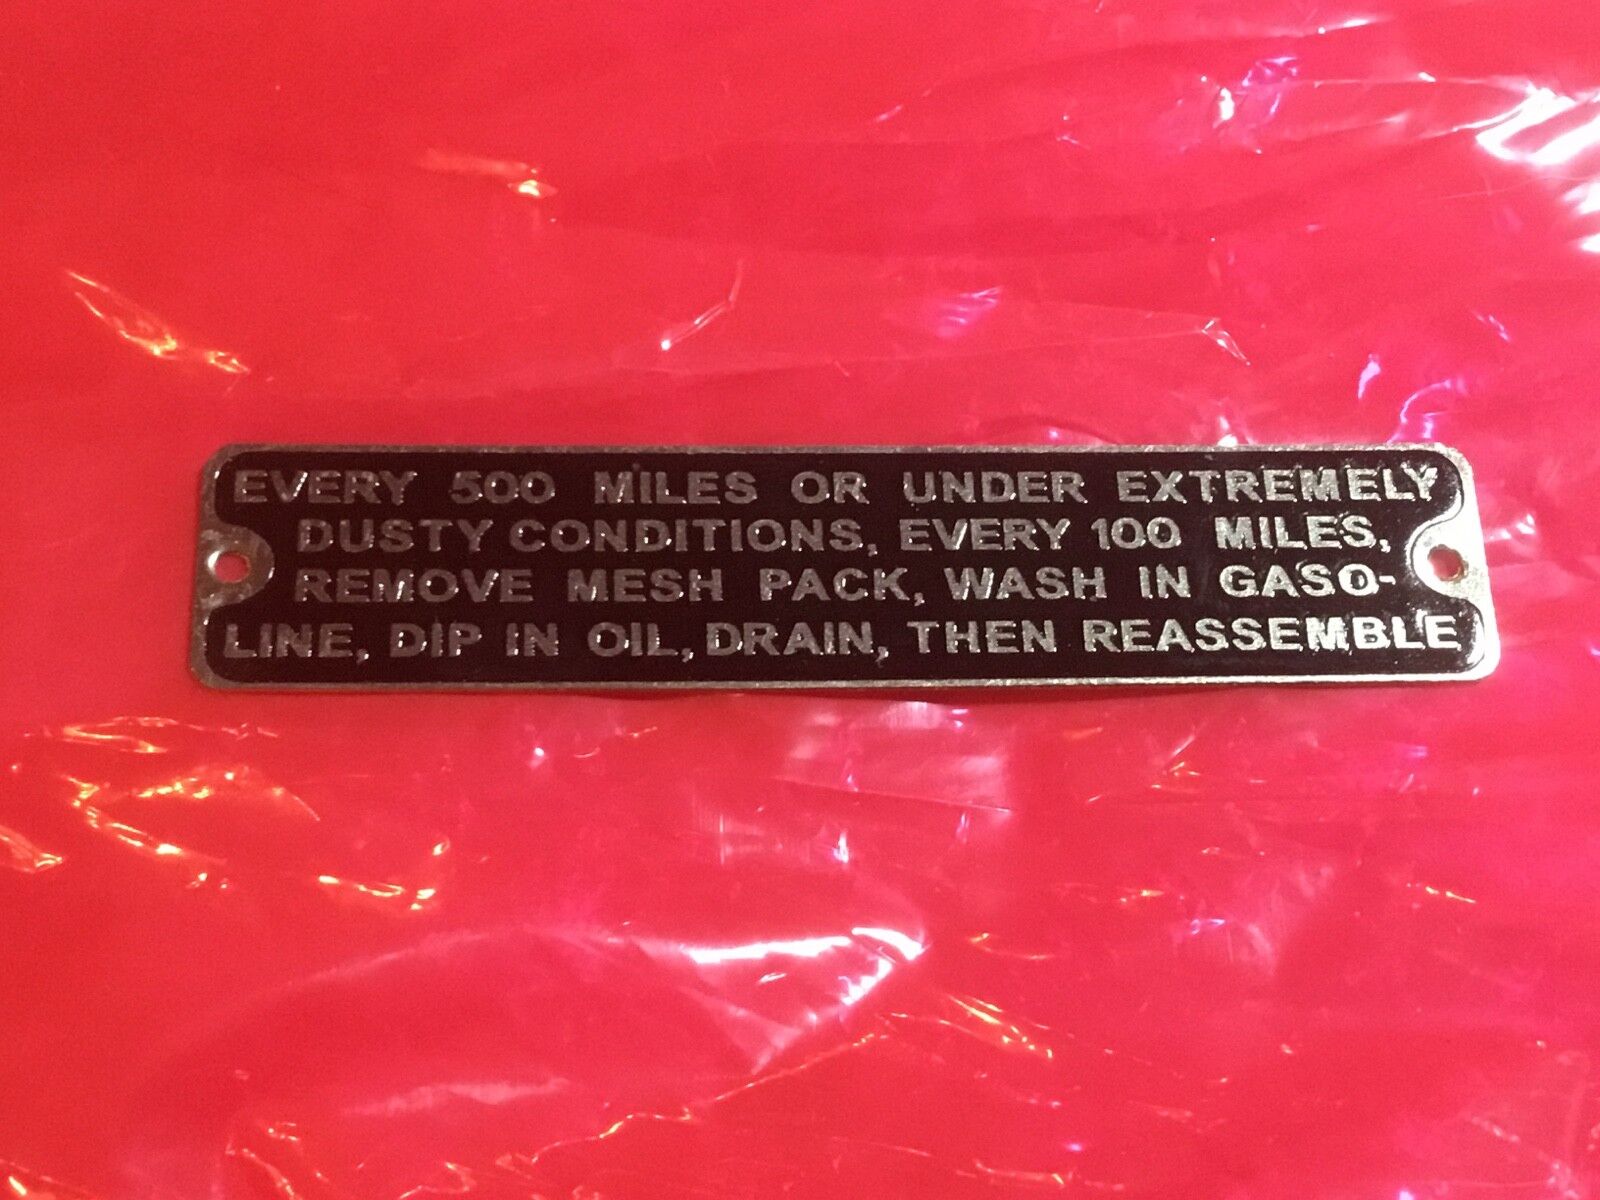 EVERY 500 MILES OR UNDER EXTREMELY
DUSTY CONDITIONS, EVERY 100 MILES,
REMOVE MESH PACK, WASH IN GASO-
LINE, DIP IN OIL, DRAIN, THEN REASSEMBLE